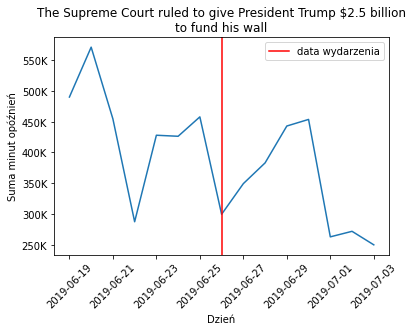 The Supreme Court ruled to give President Trump $2.5 billion
to fund his wall
data wydarzenia
Suma minut opóźnień
550K
500K
450K
400K
350K
300K
250K
2019-06-19
2019-06-21
2019-06-23
2019-06-25
2019-06-27
2019-06-29
2019-07-01
2019-07-03
Dzień